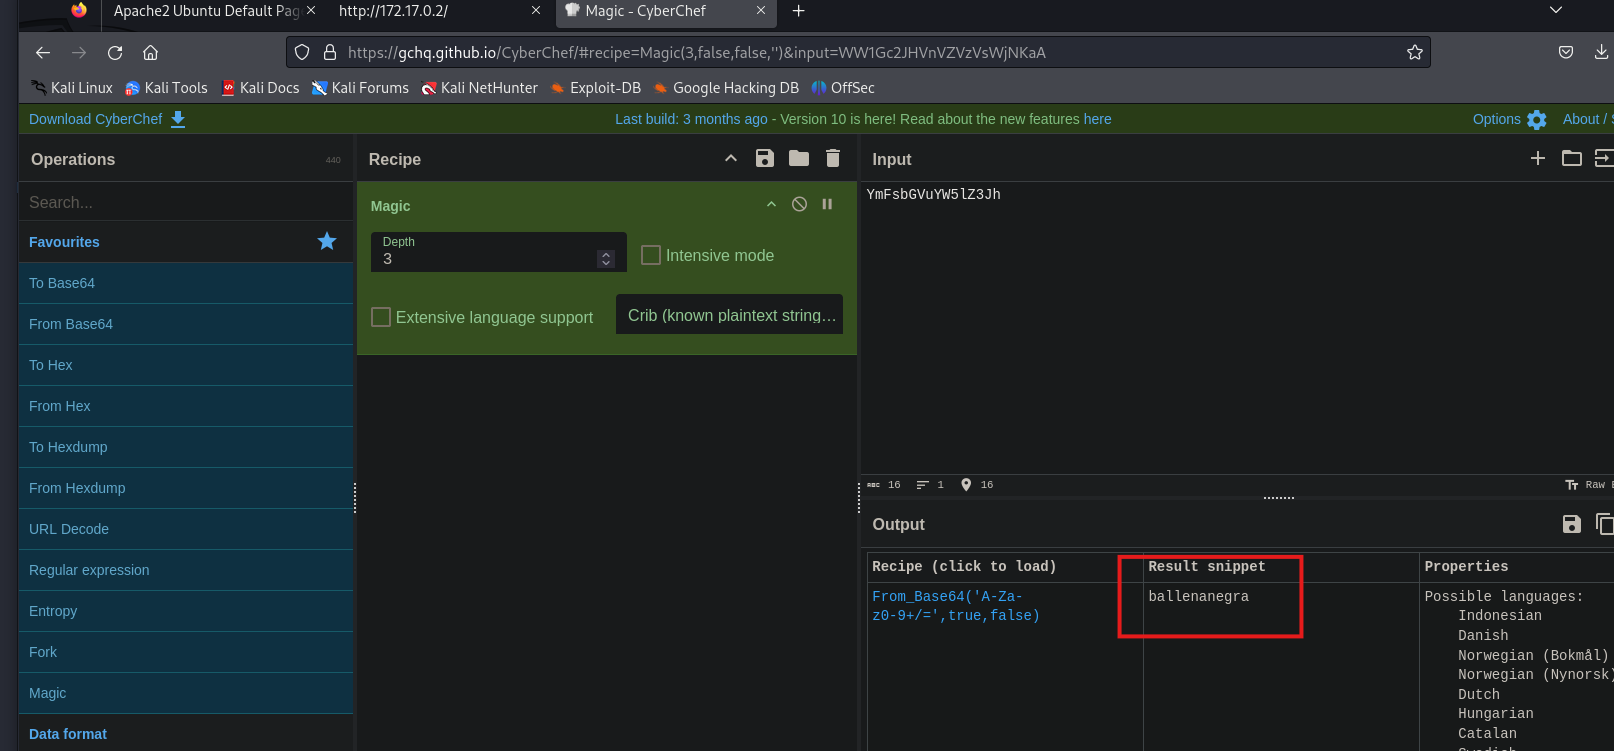 Apache2 Ubuntu Default Pag
http://172.17.0.2/
Magic - CyberChef
https://gchq.github.io/CyberChef/#recipe=Magic(3,false,false,'')&input=WW1Gc2JHVnVZVzVsWjNKaA
Kali Linux Kali Tools Kali Docs Kali Forums Kali NetHunter Exploit-DB Google Hacking DB OffSec
Download CyberChef
Last build: 3 months ago - Version 10 is here! Read about the new features here
Options About /
Operations 440
Search...
Favourites
To Base64
From Base64
To Hex
From Hex
To Hexdump
From Hexdump
URL Decode
Regular expression
Entropy
Fork
Magic
Data format
Recipe
Magic
Depth
3
Intensive mode
Extensive language support
Crib (known plaintext string…
Input
YmFsbGVuYW5lZ3Jh
ABC 16 1 16
Raw
Output
Recipe (click to load) Result snippet Properties
From_Base64('A-Za-
z0-9+/=',true,false)
ballenanegra
Possible languages:
Indonesian
Danish
Norwegian (Bokmål)
Norwegian (Nynorsk)
Dutch
Hungarian
Catalan